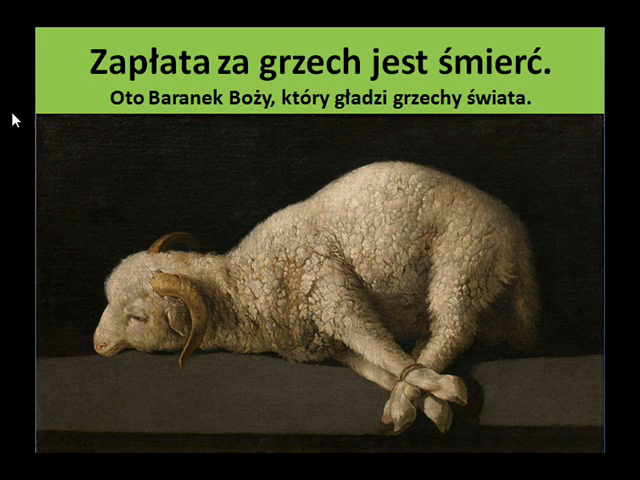 Zapłata za grzech jest śmierć.
Oto Baranek Boży, który gładzi grzechy świata.